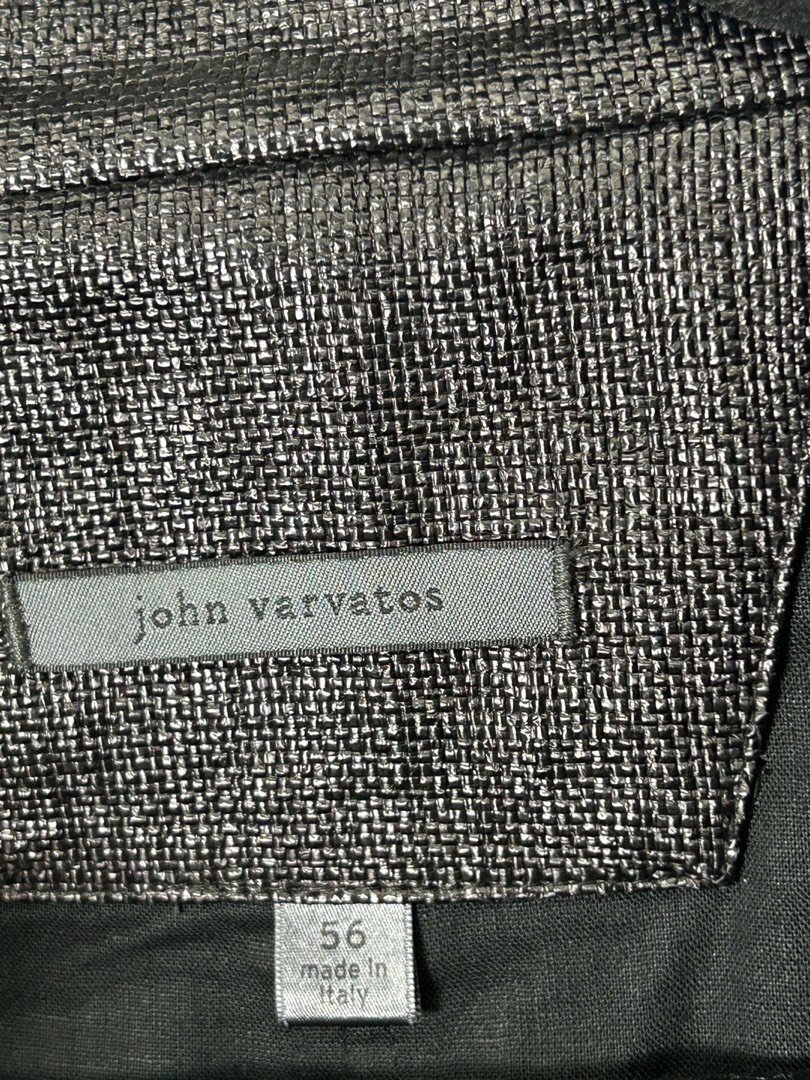 john varvatos
56
made in
Italy